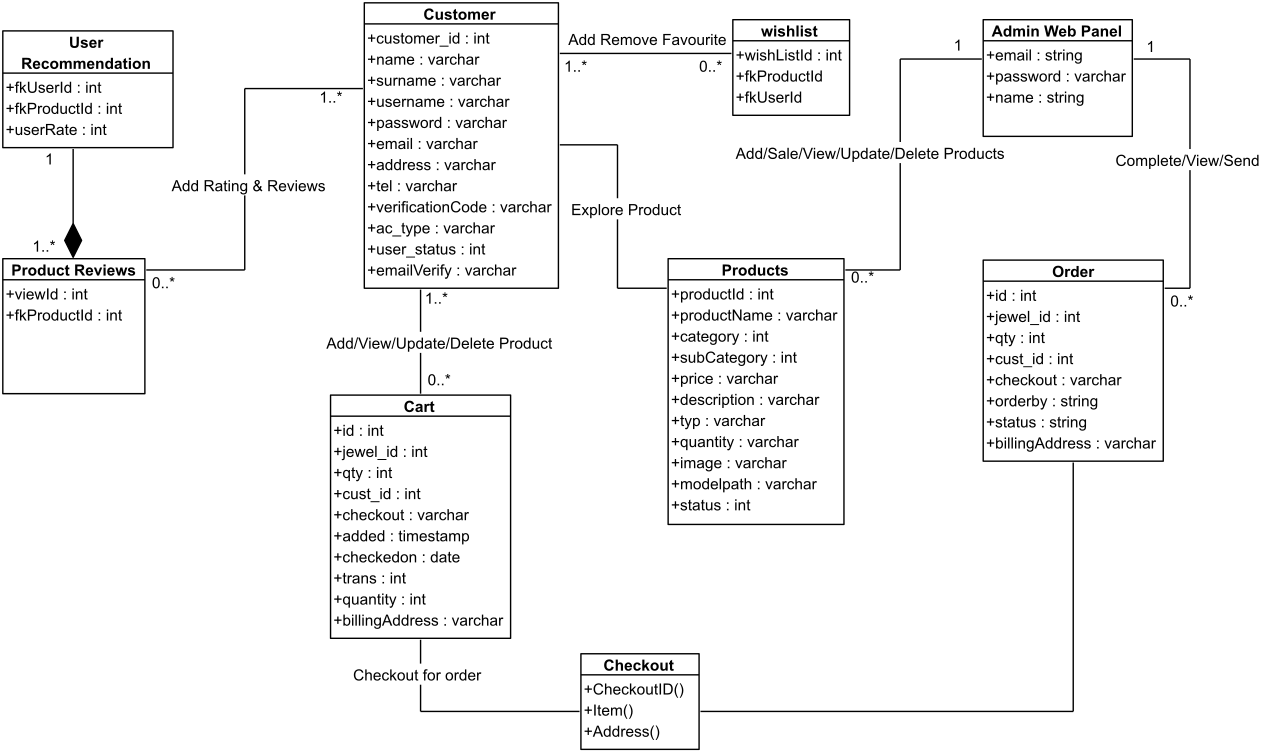 User
Recommendation
+fkUserId : int
+fkProductId : int
+userRate : int
1
1..*
Product Reviews
+viewId : int
+fkProductId : int
0..*
Add Rating & Reviews
1..*
Customer
+customer_id : int
+name : varchar
+surname : varchar
+username : varchar
+password : varchar
+email : varchar
+address : varchar
+tel : varchar
+verificationCode : varchar
+ac_type : varchar
+user_status : int
+emailVerify : varchar
Add Remove Favourite
1..*
0..*
wishlist
+wishListId : int
+fkProductId
+fkUserId
1
Admin Web Panel
+email : string
+password : varchar
+name : string
1
Add/Sale/View/Update/Delete Products
Complete/View/Send
Explore Product
1..*
Add/View/Update/Delete Product
0..*
Cart
+id : int
+jewel_id : int
+qty : int
+cust_id : int
+checkout : varchar
+added : timestamp
+checkedon : date
+trans : int
+quantity : int
+billingAddress : varchar
Products
+productId : int
+productName : varchar
+category : int
+subCategory : int
+price : varchar
+description : varchar
+typ : varchar
+quantity : varchar
+image : varchar
+modelpath : varchar
+status : int
0..*
Order
+id : int
+jewel_id : int
+qty : int
+cust_id : int
+checkout : varchar
+orderby : string
+status : string
+billingAddress : varchar
0..*
Checkout for order
Checkout
+CheckoutID()
+Item()
+Address()